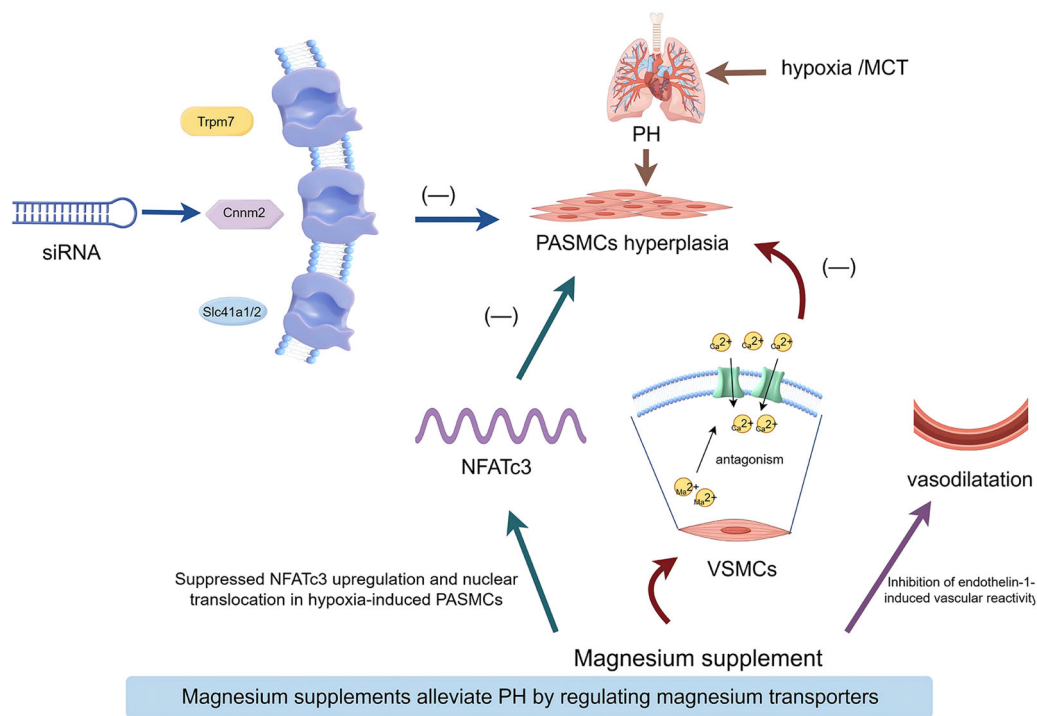 hypoxia /MCT
PH
Trpm7
Cnnm2
Slc41a1/2
siRNA
(—)
PASMCs hyperplasia
(—)
(—)
Ca2+
Ca2+
Ca2+
Ca2+
Ca2+
antagonism
Ma2+
Ma2+
NFATc3
VSMCs
vasodilatation
Suppressed NFATc3 upregulation and nuclear
translocation in hypoxia-induced PASMCs
Inhibition of endothelin-1-
induced vascular reactivity
Magnesium supplement
Magnesium supplements alleviate PH by regulating magnesium transporters